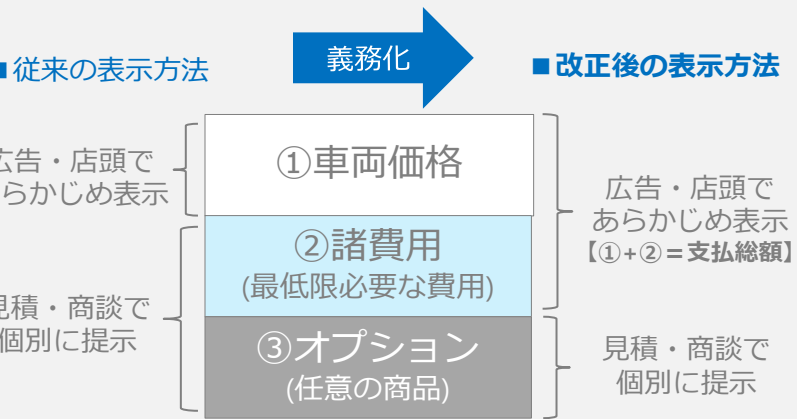 ■従来の表示方法
義務化
■改正後の表示方法
広告・店頭で
あらかじめ表示
①車両価格
②諸費用
(最低限必要な費用)
③オプション
(任意の商品)
見積・商談で
個別に提示
広告・店頭で
あらかじめ表示
【①+②＝支払総額】
見積・商談で
個別に提示